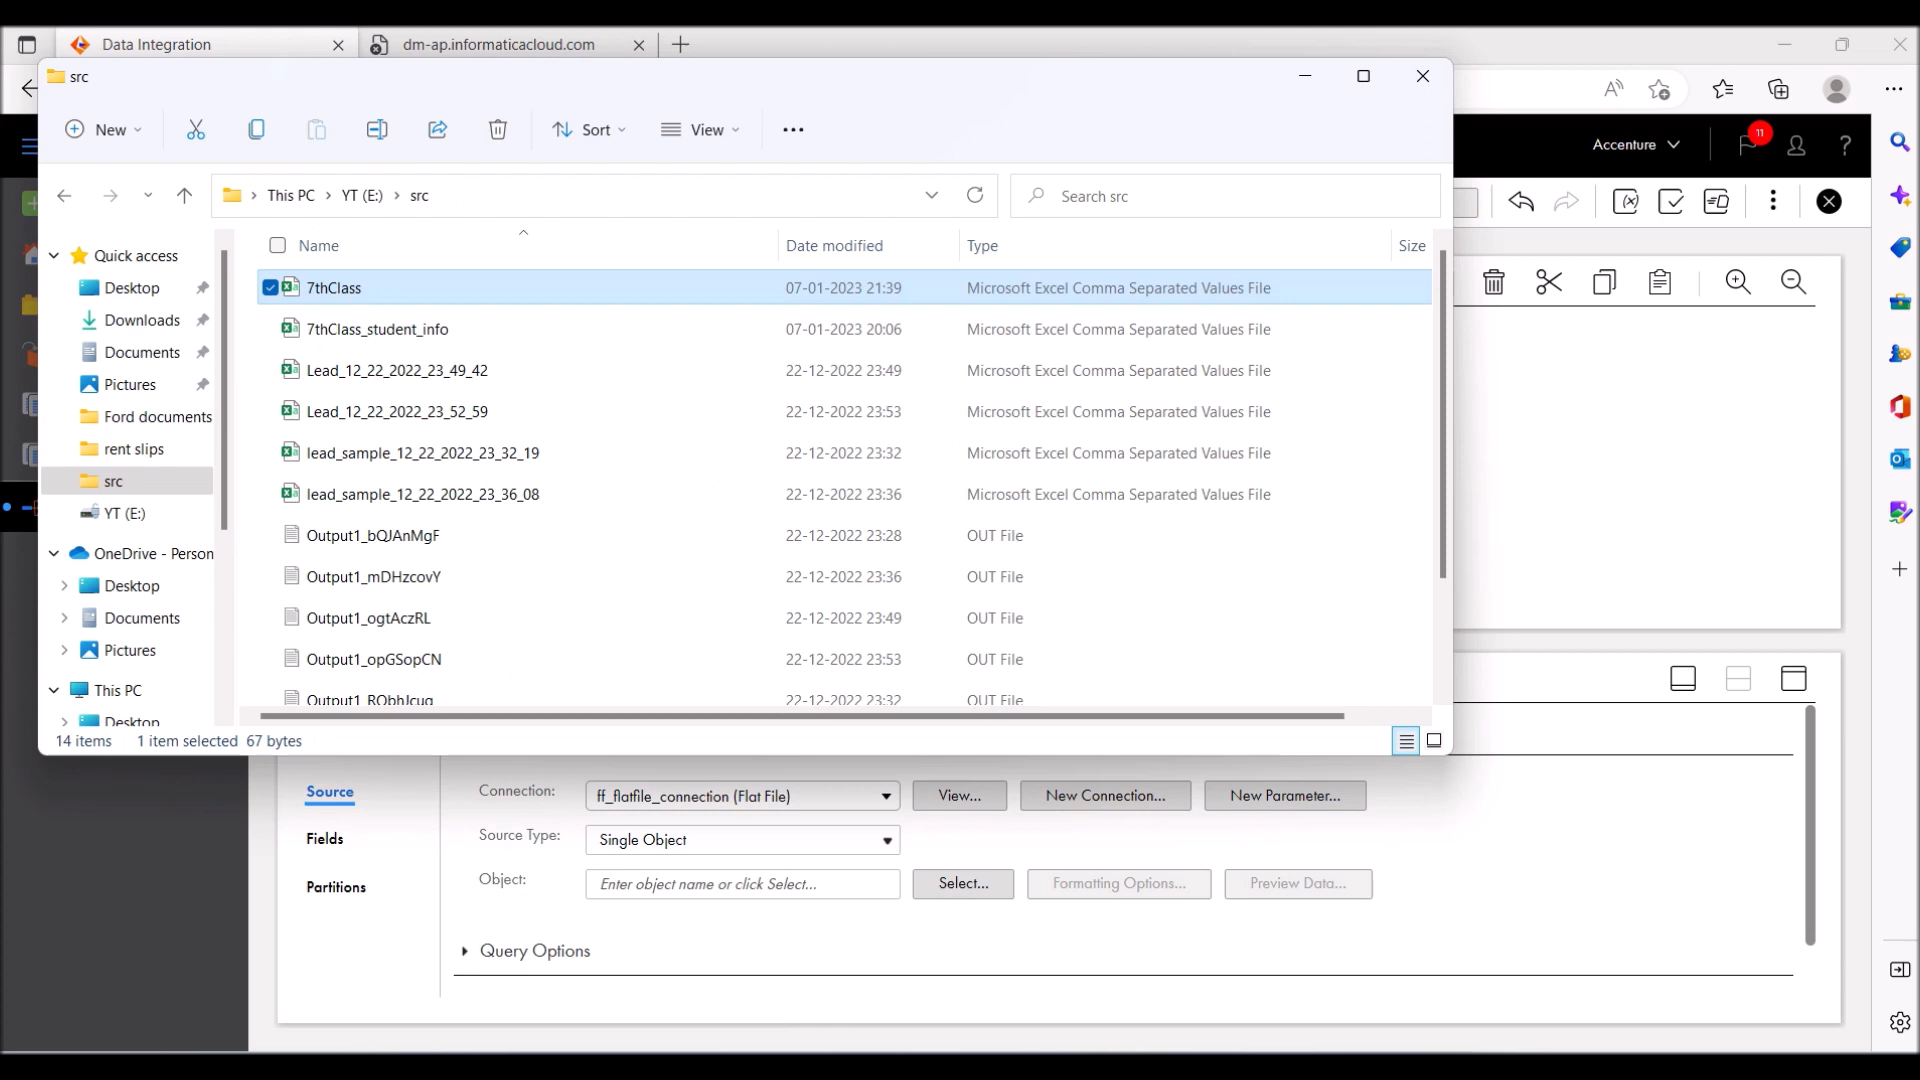 Data Integration
dm-ap.informaticacloud.com
src
New
Sort
View
Accenture
11
This PC
YT (E:)
src
Search src
Name
Date modified
Type
Size
Quick access
Desktop
Downloads
Documents
Pictures
Ford documents
rent slips
src
YT (E:)
OneDrive - Person
Desktop
Documents
Pictures
This PC
Desktop
7thClass 07-01-2023 21:39 Microsoft Excel Comma Separated Values File
7thClass_student_info 07-01-2023 20:06 Microsoft Excel Comma Separated Values File
Lead_12_22_2022_23_49_42 22-12-2022 23:49 Microsoft Excel Comma Separated Values File
Lead_12_22_2022_23_52_59 22-12-2022 23:53 Microsoft Excel Comma Separated Values File
lead_sample_12_22_2022_23_32_19 22-12-2022 23:32 Microsoft Excel Comma Separated Values File
lead_sample_12_22_2022_23_36_08 22-12-2022 23:36 Microsoft Excel Comma Separated Values File
Output1_bQJAnMgF 22-12-2022 23:28 OUT File
Output1_mDHzcovY 22-12-2022 23:36 OUT File
Output1_ogtAczRL 22-12-2022 23:49 OUT File
Output1_opGSopCN 22-12-2022 23:53 OUT File
22-12-2022 23:32 OUT File
14 items 1 item selected 67 bytes
Source
Fields
Partitions
Connection: ff_flatfile_connection (Flat File) View... New Connection... New Parameter...
Source Type: Single Object
Object: Enter object name or click Select... Select... Formatting Options... Preview Data...
Query Options